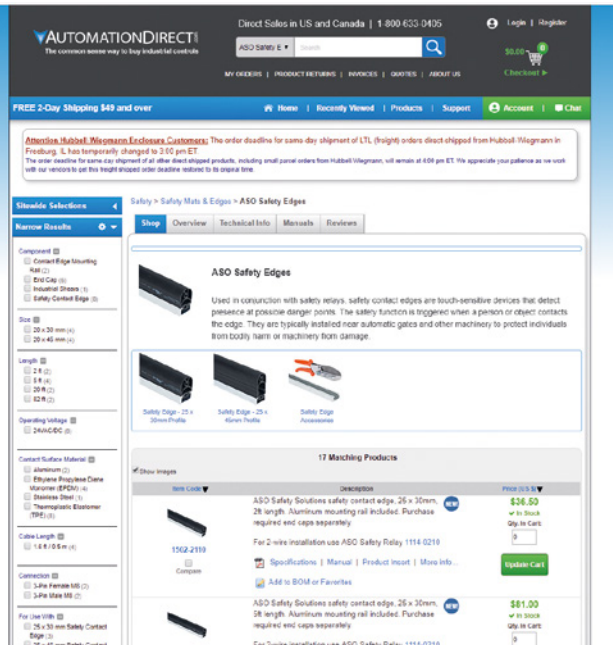 AUTOMATIONDIRECT
The common sense way to buy industrial controls
Direct Sales in US and Canada | 1-800-633-0405
Login | Register
ASO Safety E ▾
Search
$0.00
0
Checkout
MY ORDERS | PRODUCT RETURNS | INVOICES | QUOTES | ABOUT US
FREE 2-Day Shipping $49 and over
Home | Recently Viewed | Products | Support
Account | Chat
Attention Hubbell Wiegmann Enclosure Customers: The order deadline for same-day shipment of LTL (freight) orders direct-shipped from Hubbell-Wiegmann in
Freeburg, IL has temporarily changed to 3:00 pm ET.
The order deadline for same-day shipment of all other direct-shipped products, including small parcel orders from Hubbell-Wiegmann, will remain at 4:00 pm ET. We appreciate your patience as we work
with our vendors to get this freight shipped order deadline restored to its original time.
Sitewide Selections
Safety > Safety Mats & Edges > ASO Safety Edges
Narrow Results
Shop
Overview
Technical Info
Manuals
Reviews
Component
Contact Edge Mounting
Rail (2)
End Cap
Industrial Shears (1)
Safety Contact Edge
Size
Length
2 ft (2)
20 ft (2)
82 ft (2)
Operating Voltage
24VAC/DC
Contact Surface Material
Aluminum (2)
Ethylene Propylene Diene
Monomer (EPDM) (4)
Stainless Steel (1)
Thermoplastic Elastomer
(TPE)
Cable Length
1.6 ft / 0.5 m (4)
Connection
3-Pin Female M8 (2)
3-Pin Male M8 (2)
For Use With
25 x 30 mm Safety Contact
Edge
ASO Safety Edges
Used in conjunction with safety relays, safety contact edges are touch-sensitive devices that detect
presence at possible danger points. The safety function is triggered when a person or object contacts
the edge. They are typically installed near automatic gates and other machinery to protect individuals
from bodily harm or machinery from damage.
Safety Edge - 25 x
30mm Profile
Safety Edge - 25 x
45mm Profile
Safety Edge
Accessories
17 Matching Products
Show Images
Item Code
Description
Price (US $)
ASO Safety Solutions safety contact edge, 25 x 30mm,
2ft length. Aluminum mounting rail included. Purchase
required end caps separately.
For 2-wire installation use ASO Safety Relay 1114-0210
NEW
$36.50
In Stock
Qty. in Cart:
0
Update Cart
1502-2110
Compare
Specifications | Manual | Product Insert | More info...
Add to BOM or Favorites
ASO Safety Solutions safety contact edge, 25 x 30mm,
5ft length. Aluminum mounting rail included. Purchase
required end caps separately.
NEW
$81.00
In Stock
Qty. in Cart:
0
For 2-wire installation use ASO Safety Relay 1114-0210